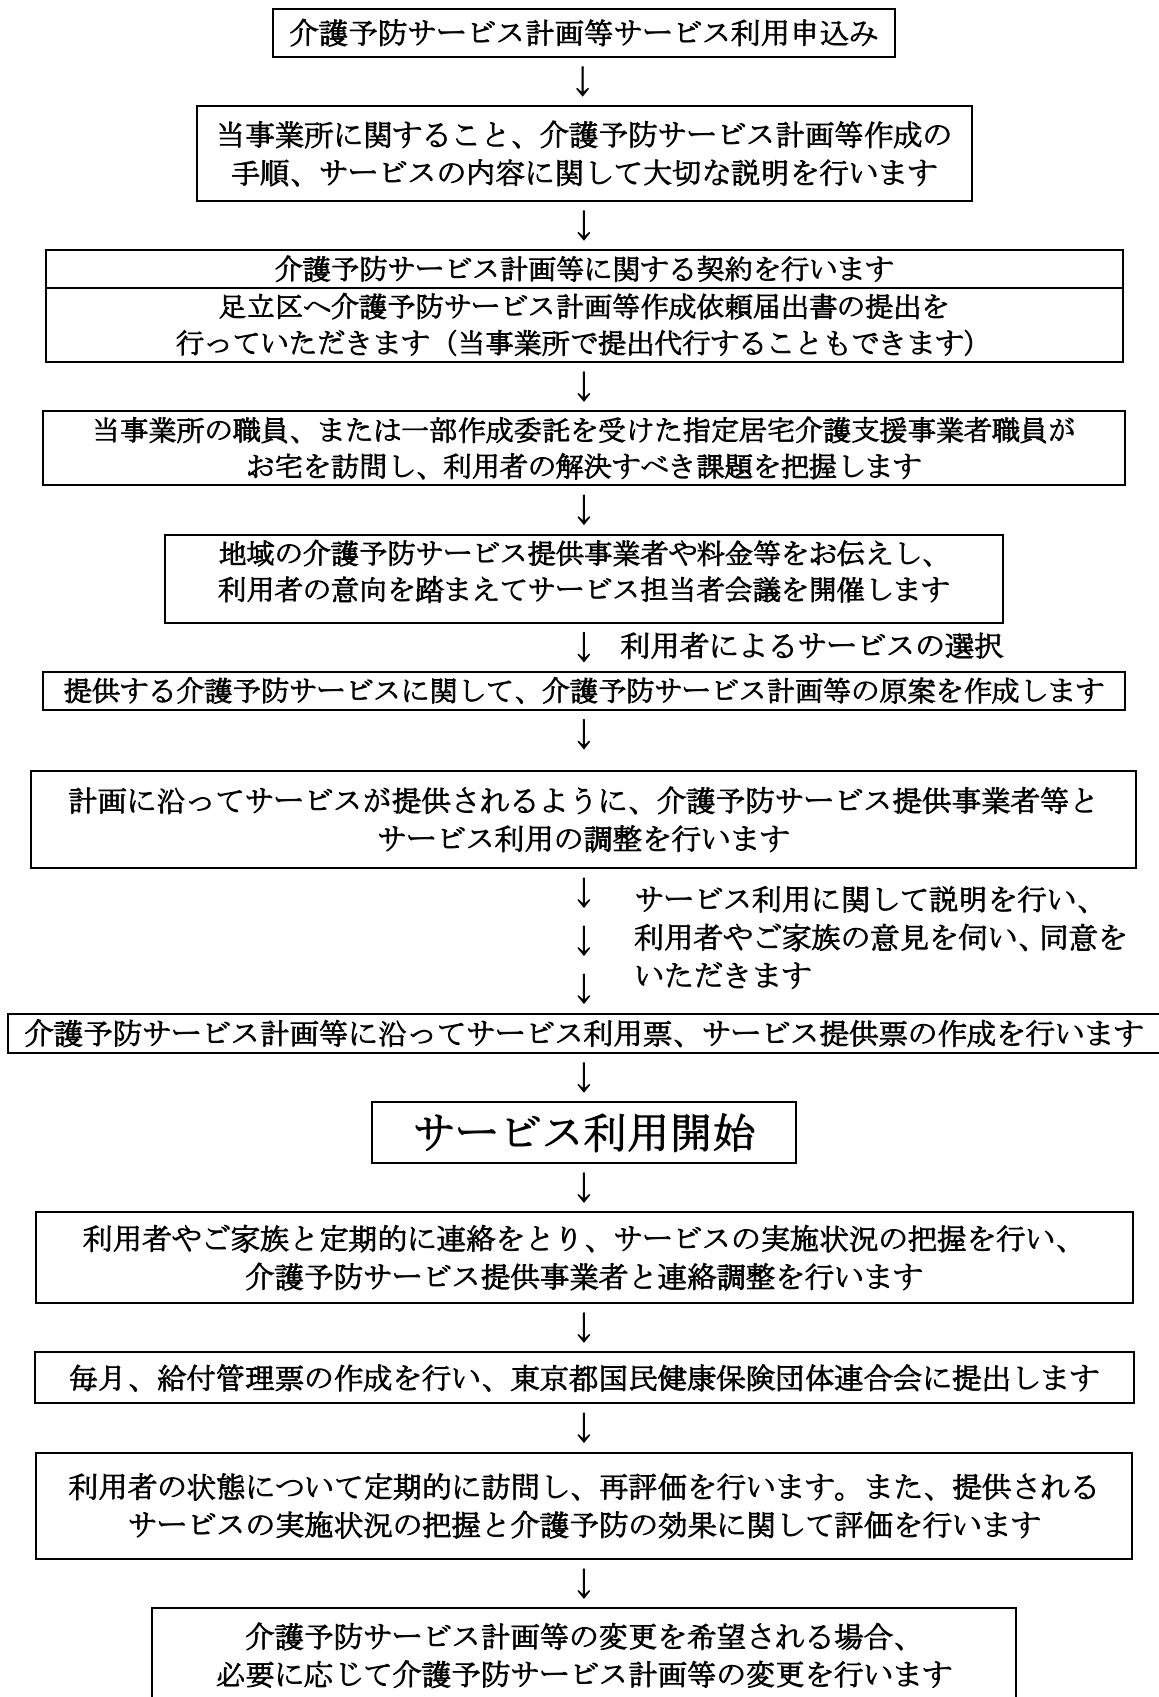 介護予防サービス計画等サービス利用申込み
↓
当事業所に関すること、介護予防サービス計画等作成の
手順、サービスの内容に関して大切な説明を行います
↓
介護予防サービス計画等に関する契約を行います
足立区へ介護予防サービス計画等作成依頼届出書の提出を
行っていただきます（当事業所で提出代行することもできます）
↓
当事業所の職員、または一部作成委託を受けた指定居宅介護支援事業者職員が
お宅を訪問し、利用者の解決すべき課題を把握します
↓
地域の介護予防サービス提供事業者や料金等をお伝えし、
利用者の意向を踏まえてサービス担当者会議を開催します
↓ 利用者によるサービスの選択
提供する介護予防サービスに関して、介護予防サービス計画等の原案を作成します
↓
計画に沿ってサービスが提供されるように、介護予防サービス提供事業者等と
サービス利用の調整を行います
↓ サービス利用に関して説明を行い、
↓ 利用者やご家族の意見を伺い、同意を
↓ いただきます
介護予防サービス計画等に沿ってサービス利用票、サービス提供票の作成を行います
↓
サービス利用開始
↓
利用者やご家族と定期的に連絡をとり、サービスの実施状況の把握を行い、
介護予防サービス提供事業者と連絡調整を行います
↓
毎月、給付管理票の作成を行い、東京都国民健康保険団体連合会に提出します
↓
利用者の状態について定期的に訪問し、再評価を行います。また、提供される
サービスの実施状況の把握と介護予防の効果に関して評価を行います
↓
介護予防サービス計画等の変更を希望される場合、
必要に応じて介護予防サービス計画等の変更を行います